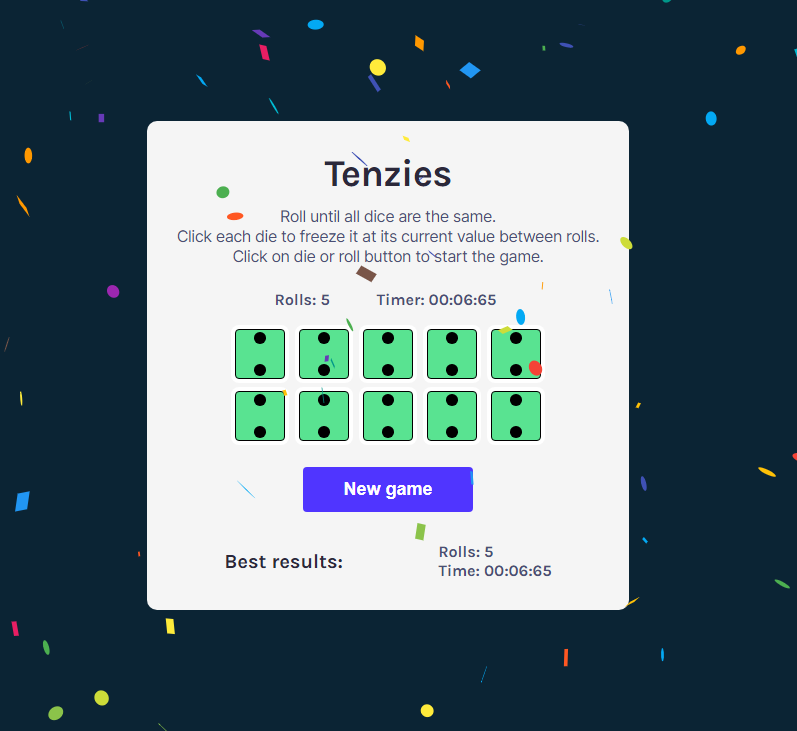 Tenzies
Roll until all dice are the same.
Click each die to freeze it at its current value between rolls.
Click on die or roll button to start the game.
Rolls: 5 Timer: 00:06:65
New game
Best results:
Rolls: 5
Time: 00:06:65